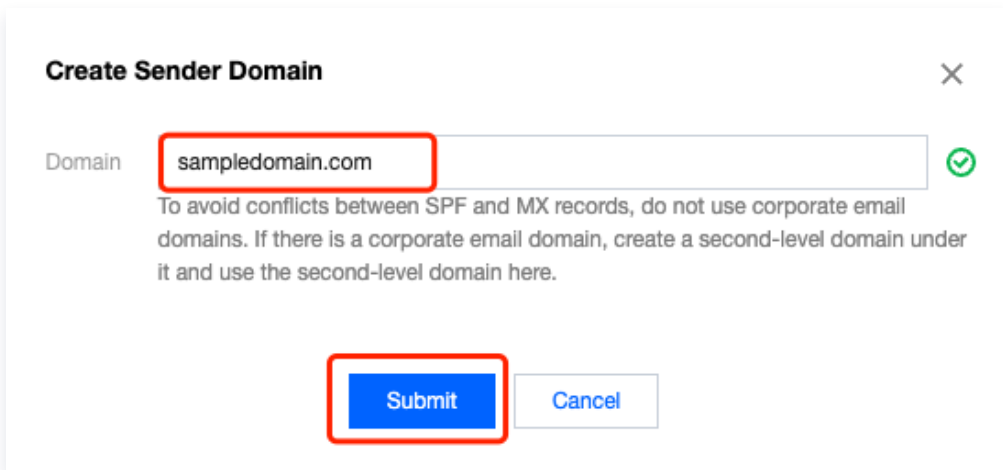 Create Sender Domain
Domain
sampledomain.com
To avoid conflicts between SPF and MX records, do not use corporate email
domains. If there is a corporate email domain, create a second-level domain under
it and use the second-level domain here.
Submit
Cancel